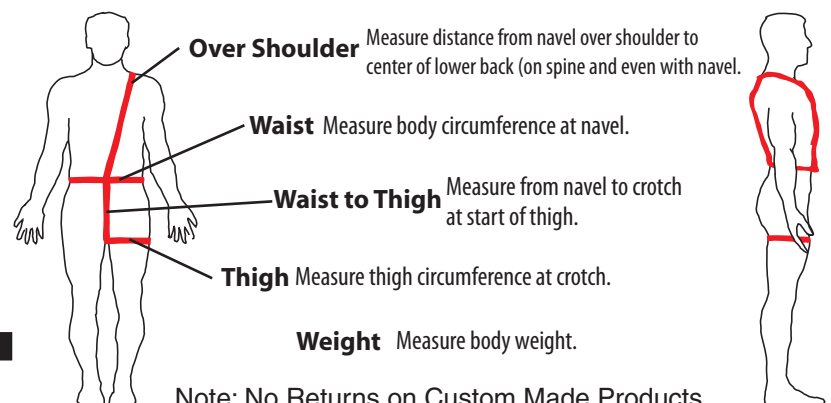 Over Shoulder Measure distance from navel over shoulder to
center of lower back (on spine and even with navel.
Waist Measure body circumference at navel.
Waist to Thigh Measure from navel to crotch
at start of thigh.
Thigh Measure thigh circumference at crotch.
Weight Measure body weight.
Note: No Returns on Custom Made Products